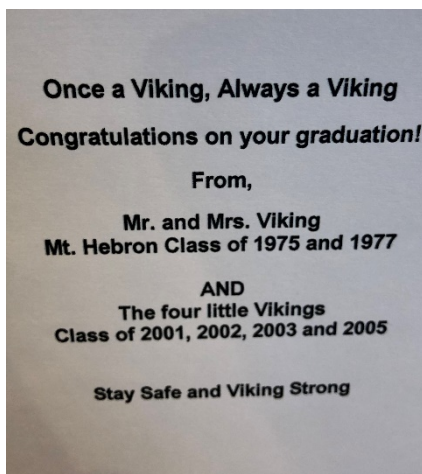 Once a Viking, Always a Viking
Congratulations on your graduation!
From,
Mr. and Mrs. Viking
Mt. Hebron Class of 1975 and 1977
AND
The four little Vikings
Class of 2001, 2002, 2003 and 2005
Stay Safe and Viking Strong